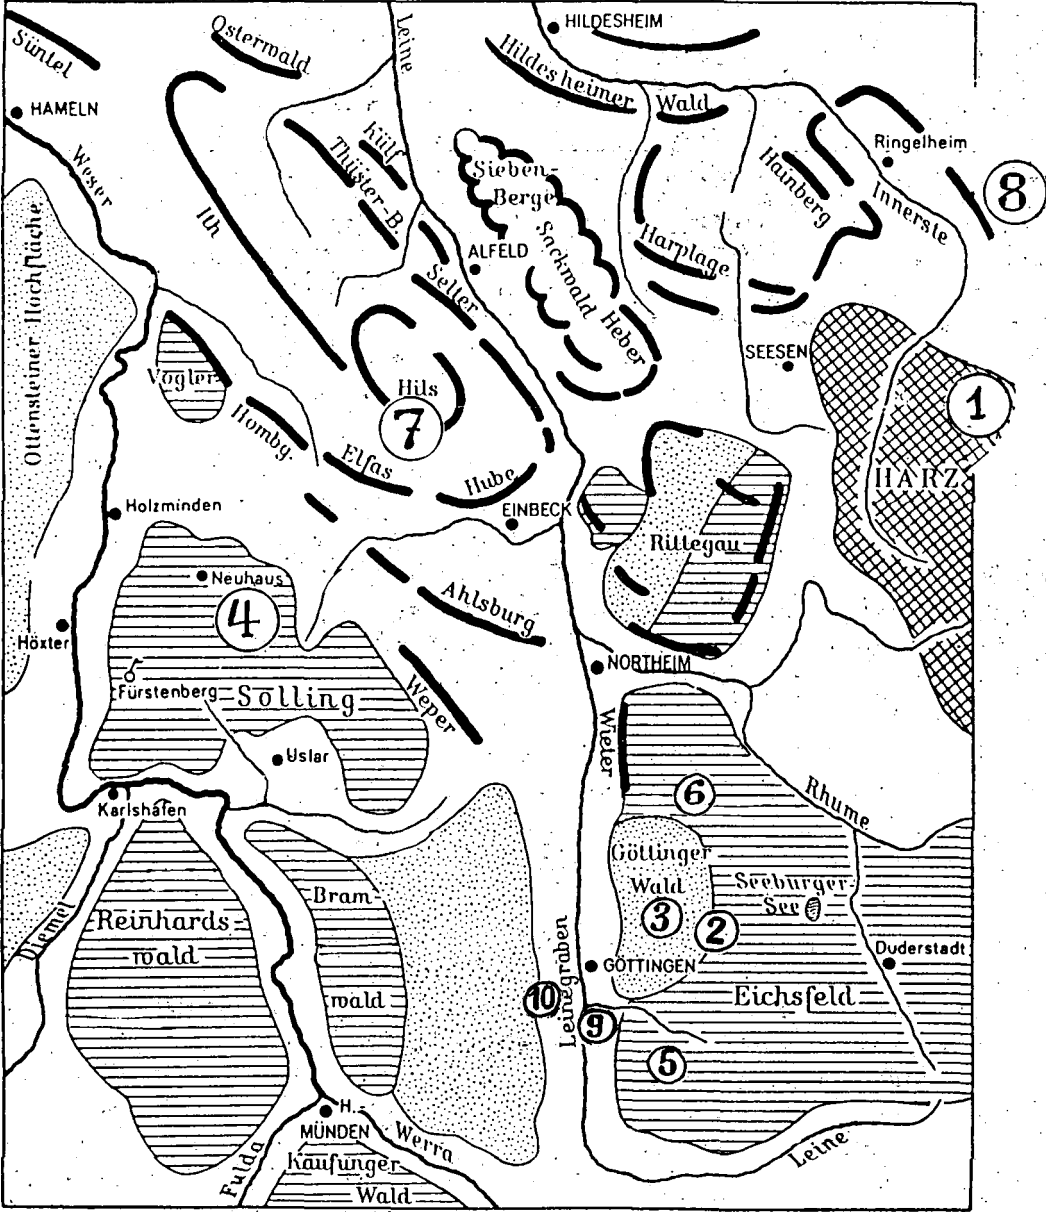 HILDESHEIM
Süntel
Osterwald
Leine
Hildesheimer
Wald
HAMELN
Weser
Ith
Külf
Thüster-B.
Sieben-
Berge
Hainberg
Ringelheim
8
Innerste
Ottensteiner Hochfläche
ALFELD
Sackwald
Harplage
Selter
Heber
SEESEN
Vogler
Hils
7
1
HARZ
Hombg.
Elfas
Hube
EINBECK
Holzminden
Rittegau
Neuhaus
4
Ahlsburg
Höxter
NORTHEIM
Fürstenberg
Solling
Weper
Wieter
Uslar
Karlshafen
6
Rhume
Göttinger
Wald
3
2
Seeburger
See
Bram
wald
Diemel
Reinhards
wald
Duderstadt
GÖTTINGEN
Eichsfeld
Leinegraben
10
9
5
H.-
MÜNDEN
Werra
Fulda
Kaufunger
Wald
Leine